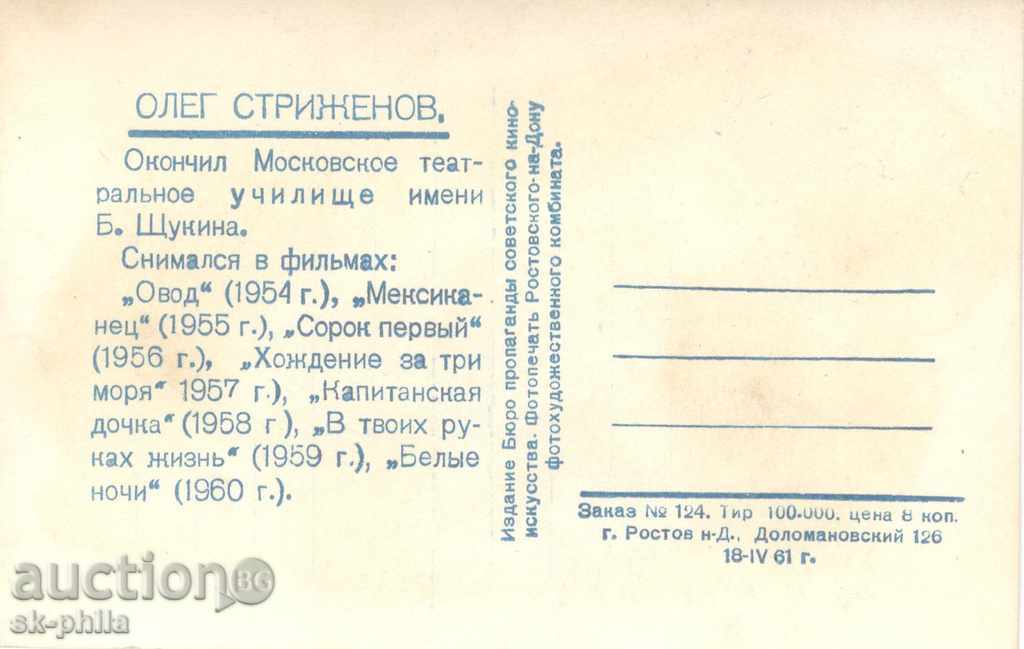 ОЛЕГ СТРИЖЕНОВ.
Окончил Московское теат-
ральное училище имени
Б. Щукина.
Снимался в фильмах:
„Овод“ (1954 г.), „Мексика-
нец“ (1955 г.), „Сорок первый“
(1956 г.), „Хождение за три
моря“ 1957 г.), „Капитанская
дочка“ (1958 г), „В твоих ру-
ках жизнь“ (1959 г.), „Белые
ночи“ (1960 г.).
Издание Бюро пропаганды советского кино-
искусства. Фотопечать Ростовского-на-Дону
фотохудожественного комбината.
Заказ № 124. Тир 100.000. цена 8 коп.
г. Ростов н-Д., Доломановский 126
18-IV 61 г.
auction BG
sk-philla